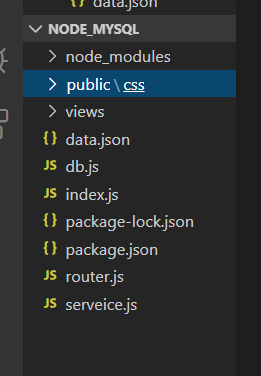 data.json
NODE_MYSQL
node_modules
public \ css
views
{} data.json
JS db.js
JS index.js
{} package-lock.json
{} package.json
JS router.js
JS serveice.js